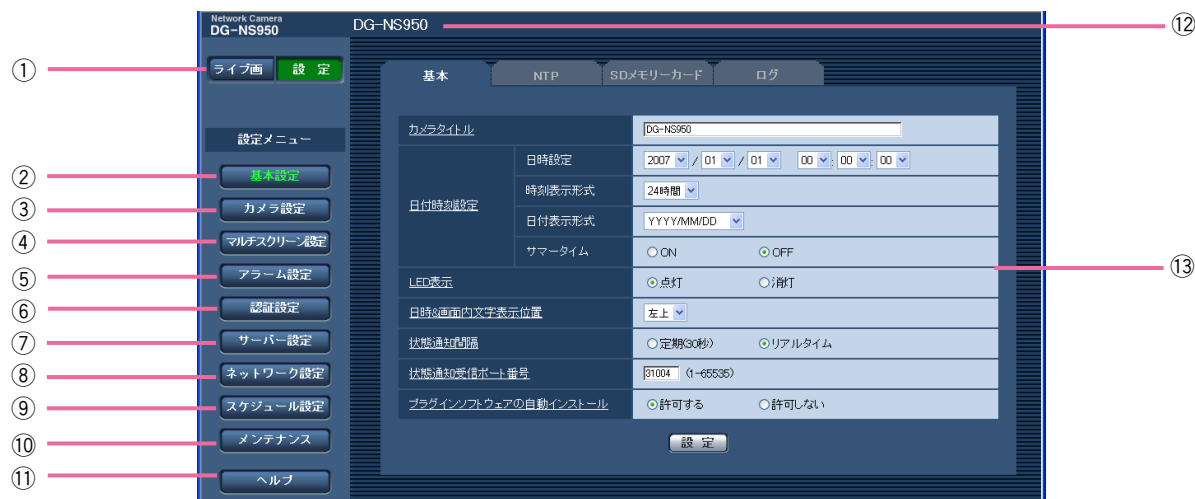 Network Camera
DG-NS950
DG-NS950
⑫
①
ライブ画 設 定
基本 NTP SDメモリーカード ログ
設定メニュー
② 基本設定
③ カメラ設定
④ マルチスクリーン設定
⑤ アラーム設定
⑥ 認証設定
⑦ サーバー設定
⑧ ネットワーク設定
⑨ スケジュール設定
⑩ メンテナンス
⑪ ヘルプ
カメラタイトル DG-NS950
日付時刻設定
日時設定 2007 / 01 / 01 00 : 00 : 00
時刻表示形式 24時間
日付表示形式 YYYY/MM/DD
サマータイム ON OFF
⑬
LED表示 点灯 消灯
日時&画面内文字表示位置 左上
状態通知間隔 定期(30秒) リアルタイム
状態通知受信ポート番号 31004 (1-65535)
プラグインソフトウェアの自動インストール 許可する 許可しない
設 定